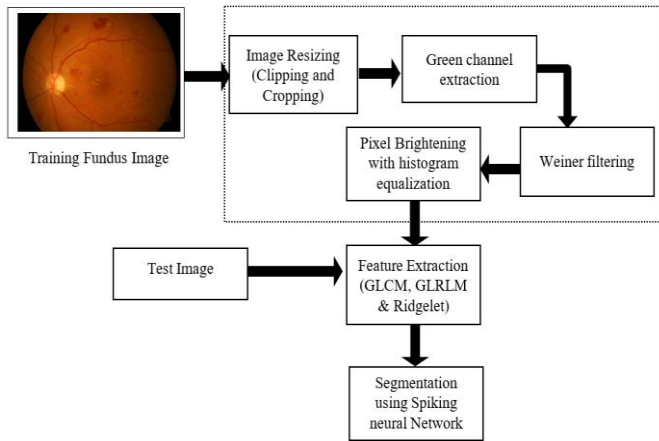 Training Fundus Image
Image Resizing
(Clipping and
Cropping)
Green channel
extraction
Weiner filtering
Pixel Brightening
with histogram
equalization
Test Image
Feature Extraction
(GLCM, GLRLM
& Ridgelet)
Segmentation
using Spiking
neural Network